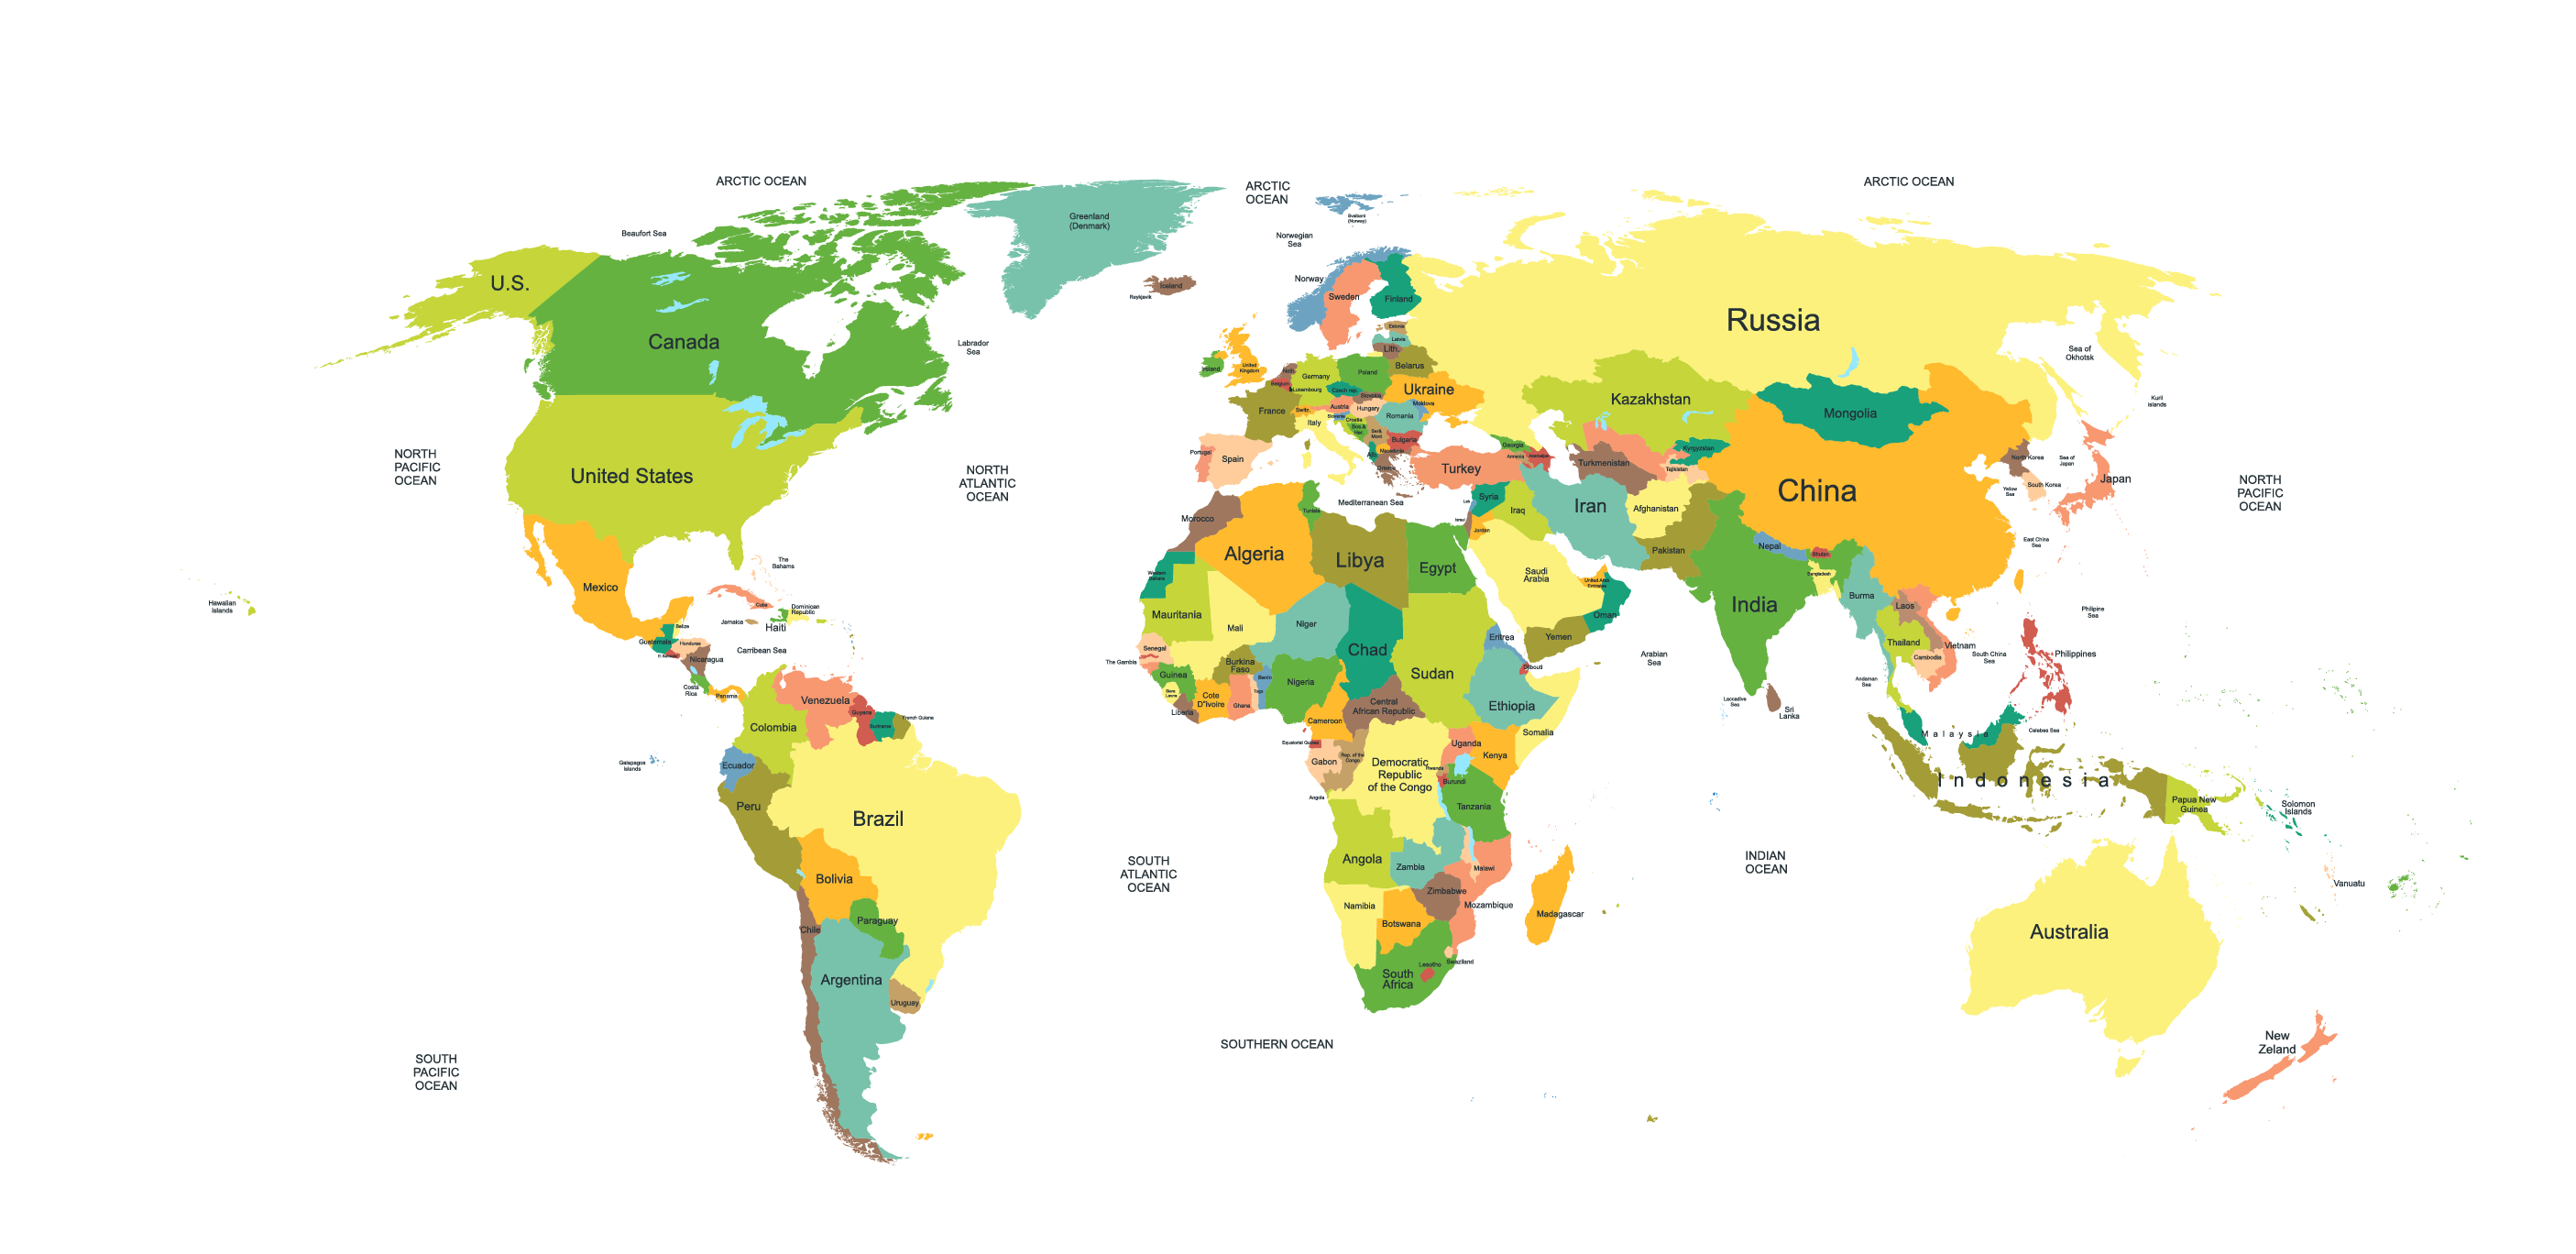 ARCTIC OCEAN
ARCTIC
OCEAN
ARCTIC OCEAN
Beaufort Sea
Greenland
(Denmark)
Svalbard
(Norway)
Norwegian
Sea
U.S.
Canada
Labrador
Sea
Iceland
Reykjavik
Norway
Sweden
Finland
Russia
Sea of
Okhotsk
Kuril
islands
Estonia
Latvia
Lith.
Belarus
Ireland
United
Kingdom
Neth.
Belgium
Luxembourg
Germany
Poland
Czech rep.
Slovakia
Ukraine
Moldova
France
Switz.
Austria
Hungary
Slovenia
Croatia
Bos.&
Her.
Ser.&
Mont.
Romania
Bulgaria
Macedonia
Greece
Italy
Portugal
Spain
Mediterranean Sea
Turkey
Georgia
Armenia
Azerbaijan
Kazakhstan
Turkmenistan
Kyrgyzstan
Tajikistan
Mongolia
China
North Korea
South Korea
Sea of
Japan
Yellow
Sea
Japan
East China
Sea
NORTH
PACIFIC
OCEAN
United States
NORTH
ATLANTIC
OCEAN
NORTH
PACIFIC
OCEAN
Mexico
The
Bahams
Cuba
Jamaica
Haiti
Dominican
Republic
Belize
Guatemala
Honduras
Nicaragua
Costa
Rica
Panama
Carribean Sea
Hawaiian
Islands
Galapagos
Islands
Venezuela
Guyana
Suriname
French Guiana
Colombia
Ecuador
Peru
Brazil
Bolivia
Paraguay
Chile
Argentina
Uruguay
Morocco
Algeria
Tunisia
Libya
Egypt
Western
Sahara
Mauritania
Mali
Niger
Chad
Sudan
Eritrea
Djibouti
Ethiopia
Somalia
Senegal
The Gambia
Guinea
Siera
Leone
Liberia
Cote
D"Ivoire
Burkina
Faso
Ghana
Togo
Benin
Nigeria
Cameroon
Central
African Republic
Equatorial Guinea
Gabon
Rep. of the
Congo
Democratic
Republic
of the Congo
Uganda
Kenya
Rwanda
Burundi
Tanzania
Angola
Angola
Zambia
Malawi
Zimbabwe
Mozambique
Namibia
Botswana
South
Africa
Lesotho
Swaziland
Madagascar
Syria
Leb.
Israel
Jordan
Iraq
Iran
Saudi
Arabia
United Arab
Emirates
Oman
Yemen
Afghanistan
Pakistan
India
Nepal
Bhutan
Bangladesh
Burma
Laos
Thailand
Vietnam
Cambodia
Sri
Lanka
Arabian
Sea
Laccadive
Sea
Andaman
Sea
South China
Sea
Philipine
Sea
Philippines
Celebes Sea
Malaysia
Indonesia
Papua New
Guinea
Solomon
Islands
Vanuatu
Australia
New
Zeland
SOUTH
ATLANTIC
OCEAN
INDIAN
OCEAN
SOUTH
PACIFIC
OCEAN
SOUTHERN OCEAN